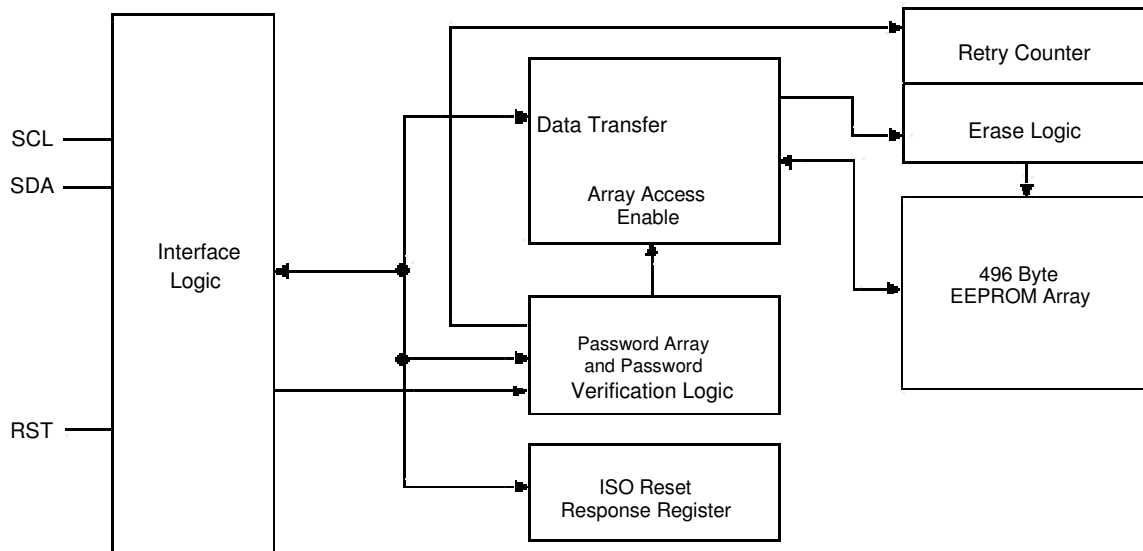 SCL
SDA
RST
Interface
Logic
Data Transfer
Array Access
Enable
Password Array
and Password
Verification Logic
ISO Reset
Response Register
Retry Counter
Erase Logic
496 Byte
EEPROM Array